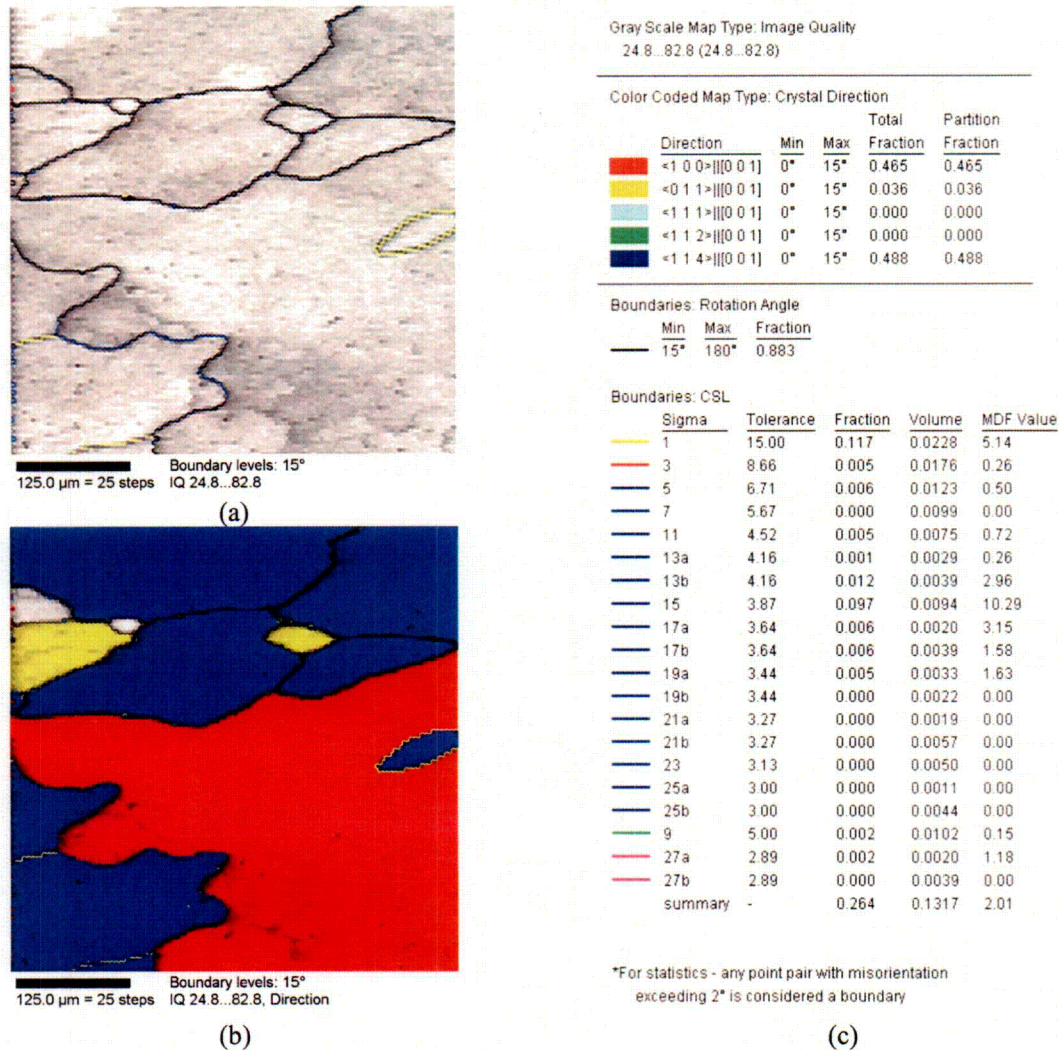 Boundary levels: 15°
125.0 µm = 25 steps IQ 24.8...82.8
(a)
Boundary levels: 15°
125.0 µm = 25 steps IQ 24.8...82.8, Direction
(b)
Gray Scale Map Type: Image Quality
24.8...82.8 (24.8...82.8)
Color Coded Map Type: Crystal Direction
Total Partition
Direction Min Max Fraction Fraction
<1 0 0>||[0 0 1] 0° 15° 0.465 0.465
<0 1 1>||[0 0 1] 0° 15° 0.036 0.036
<1 1 1>||[0 0 1] 0° 15° 0.000 0.000
<1 1 2>||[0 0 1] 0° 15° 0.000 0.000
<1 1 4>||[0 0 1] 0° 15° 0.488 0.488
Boundaries: Rotation Angle
Min Max Fraction
15° 180° 0.883
Boundaries: CSL
Sigma Tolerance Fraction Volume MDF Value
1 15.00 0.117 0.0228 5.14
3 8.66 0.005 0.0176 0.26
5 6.71 0.006 0.0123 0.50
7 5.67 0.000 0.0099 0.00
11 4.52 0.005 0.0075 0.72
13a 4.16 0.001 0.0029 0.26
13b 4.16 0.012 0.0039 2.96
15 3.87 0.097 0.0094 10.29
17a 3.64 0.006 0.0020 3.15
17b 3.64 0.006 0.0039 1.58
19a 3.44 0.005 0.0033 1.63
19b 3.44 0.000 0.0022 0.00
21a 3.27 0.000 0.0019 0.00
21b 3.27 0.000 0.0057 0.00
23 3.13 0.000 0.0050 0.00
25a 3.00 0.000 0.0011 0.00
25b 3.00 0.000 0.0044 0.00
9 5.00 0.002 0.0102 0.15
27a 2.89 0.002 0.0020 1.18
27b 2.89 0.000 0.0039 0.00
summary - 0.264 0.1317 2.01
*For statistics - any point pair with misorientation
exceeding 2° is considered a boundary
(c)